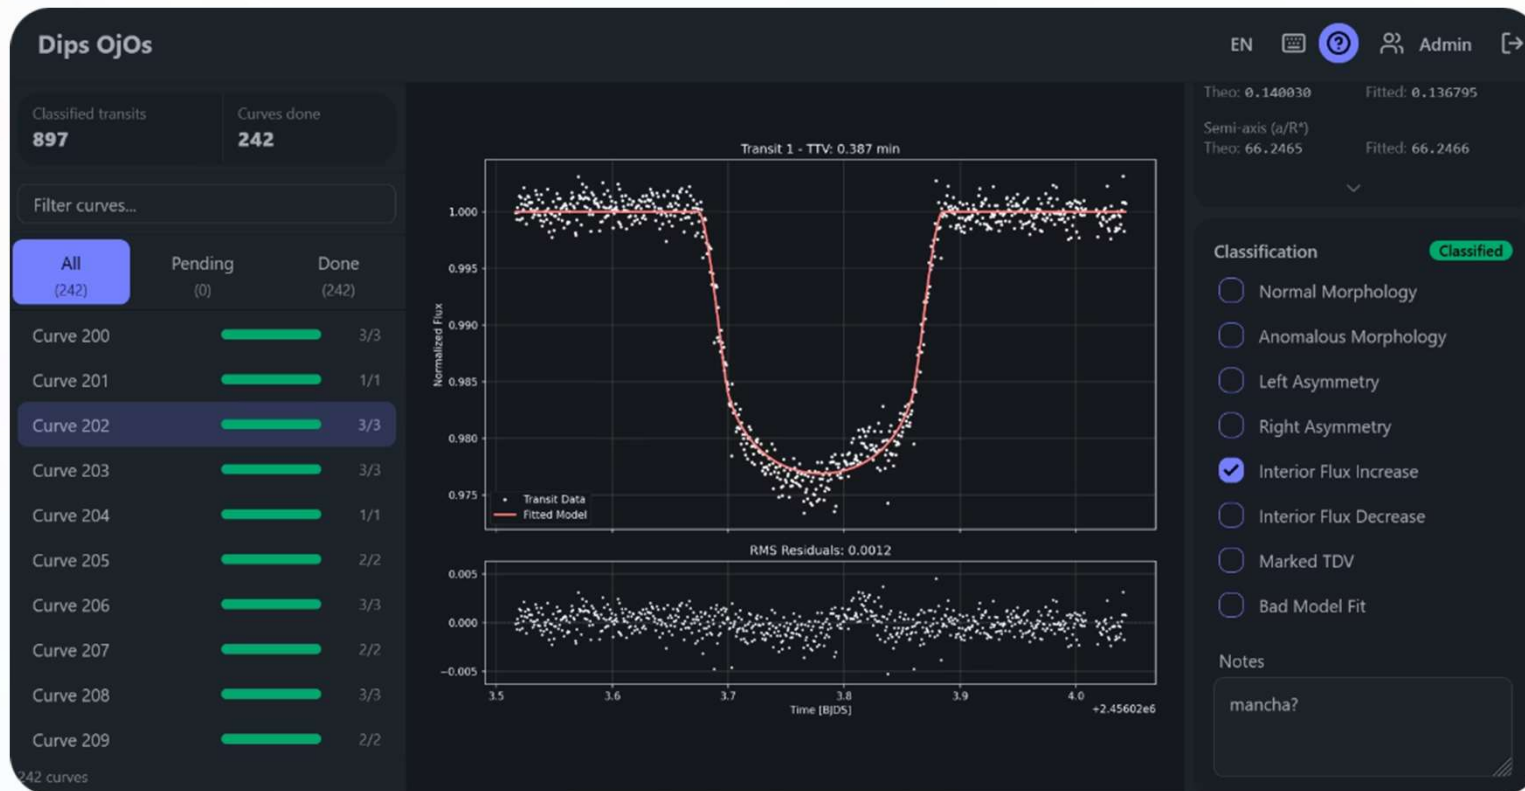 Dips OjOs
EN
Admin
Classified transits
897
Curves done
242
Filter curves...
All
(242)
Pending
(0)
Done
(242)
Curve 200 3/3
Curve 201 1/1
Curve 202 3/3
Curve 203 3/3
Curve 204 1/1
Curve 205 2/2
Curve 206 3/3
Curve 207 2/2
Curve 208 3/3
Curve 209 2/2
242 curves
Transit 1 - TTV: 0.387 min
Normalized Flux
1.000
0.995
0.990
0.985
0.980
0.975
Transit Data
Fitted Model
RMS Residuals: 0.0012
0.005
0.000
−0.005
3.5 3.6 3.7 3.8 3.9 4.0
Time [BJDS]
+2.45602e6
Theo: 0.140030 Fitted: 0.136795
Semi-axis (a/R*)
Theo: 66.2465 Fitted: 66.2466
Classification
Classified
Normal Morphology
Anomalous Morphology
Left Asymmetry
Right Asymmetry
Interior Flux Increase
Interior Flux Decrease
Marked TDV
Bad Model Fit
Notes
mancha?